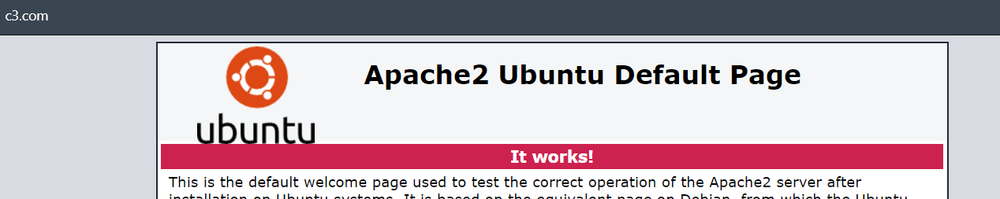 c3.com
Apache2 Ubuntu Default Page
ubuntu
It works!
This is the default welcome page used to test the correct operation of the Apache2 server after
installation on Ubuntu systems. It is based on the equivalent page on Debian, from which the Ubuntu